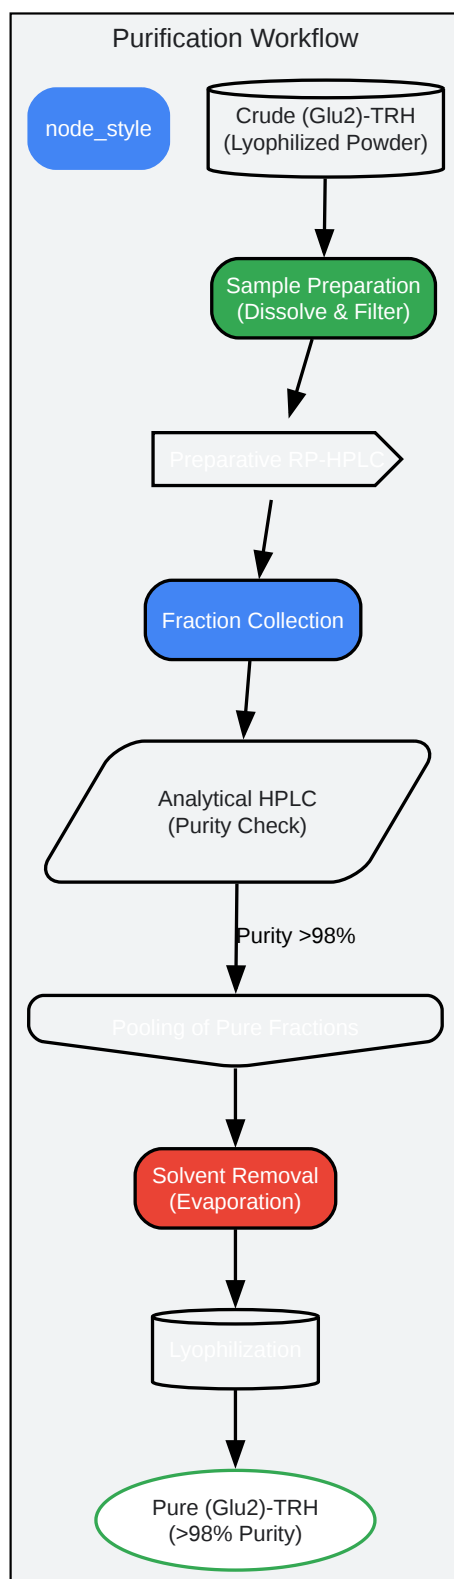 Purification Workflow
node_style
Crude (Glu2)-TRH
(Lyophilized Powder)
Sample Preparation
(Dissolve & Filter)
Preparative RP-HPLC
Fraction Collection
Analytical HPLC
(Purity Check)
Purity >98%
Pooling of Pure Fractions
Solvent Removal
(Evaporation)
Lyophilization
Pure (Glu2)-TRH
(>98% Purity)